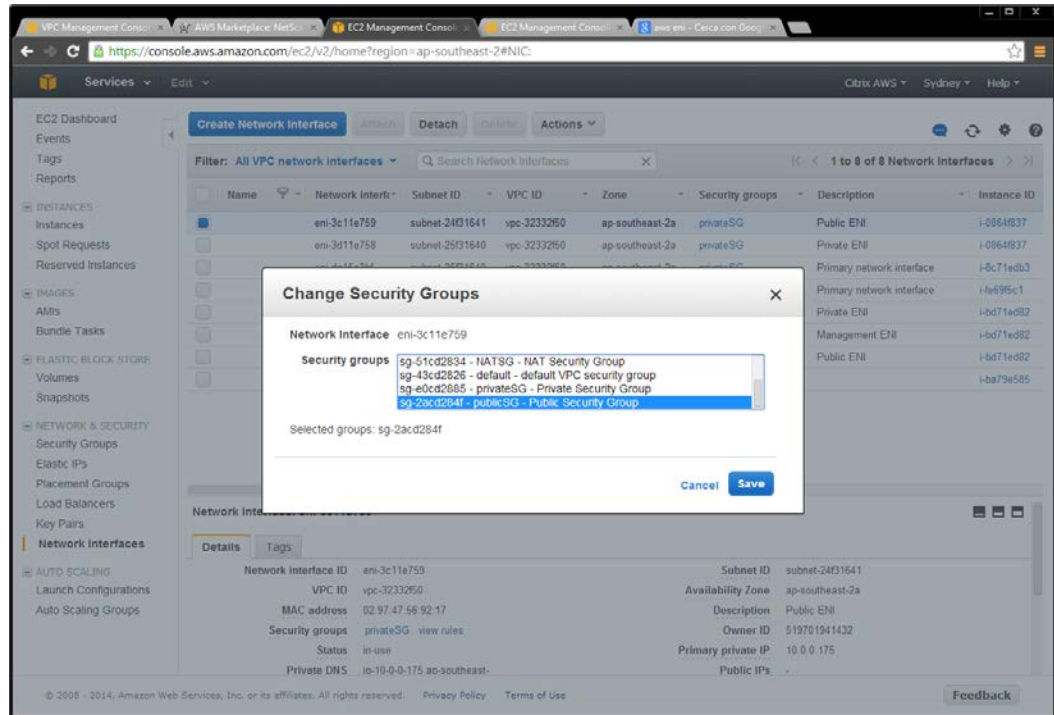 VPC Management Conso
AWS Marketplace: NetSca
EC2 Management Consol
EC2 Management Consol
aws eni - Cerca con Goog
https://console.aws.amazon.com/ec2/v2/home?region=ap-southeast-2#NIC:
Services Edit Citrix AWS Sydney Help
EC2 Dashboard
Events
Tags
Reports
INSTANCES
Instances
Spot Requests
Reserved Instances
IMAGES
AMIs
Bundle Tasks
ELASTIC BLOCK STORE
Volumes
Snapshots
NETWORK & SECURITY
Security Groups
Elastic IPs
Placement Groups
Load Balancers
Key Pairs
Network Interfaces
AUTO SCALING
Launch Configurations
Auto Scaling Groups
Create Network Interface Attach Detach Delete Actions
Filter: All VPC network interfaces Search Network Interfaces 1 to 8 of 8 Network Interfaces
Name Network interfa Subnet ID VPC ID Zone Security groups Description Instance ID
eni-3c11e759 subnet-24f31641 vpc-32332f50 ap-southeast-2a privateSG Public ENI i-0864f837
eni-3d11e758 subnet-25f31640 vpc-32332f50 ap-southeast-2a privateSG Private ENI i-0864f837
Primary network interface i-8c71edb3
Primary network interface i-fe69f5c1
Private ENI i-bd71ed82
Management ENI i-bd71ed82
Public ENI i-bd71ed82
i-ba79e585
Change Security Groups
Network Interface eni-3c11e759
Security groups
sg-51cd2834 - NATSG - NAT Security Group
sg-43cd2826 - default - default VPC security group
sg-e0cd2885 - privateSG - Private Security Group
sg-2acd284f - publicSG - Public Security Group
Selected groups: sg-2acd284f
Cancel Save
Network Inte
Details Tags
Network interface ID eni-3c11e759 Subnet ID subnet-24f31641
VPC ID vpc-32332f50 Availability Zone ap-southeast-2a
MAC address 02:97:47:56:92:17 Description Public ENI
Security groups privateSG view rules Owner ID 519701941432
Status in-use Primary private IP 10.0.0.175
Private DNS ip-10-0-0-175.ap-southeast- Public IPs -
© 2008 - 2014, Amazon Web Services, Inc. or its affiliates. All rights reserved. Privacy Policy Terms of Use Feedback